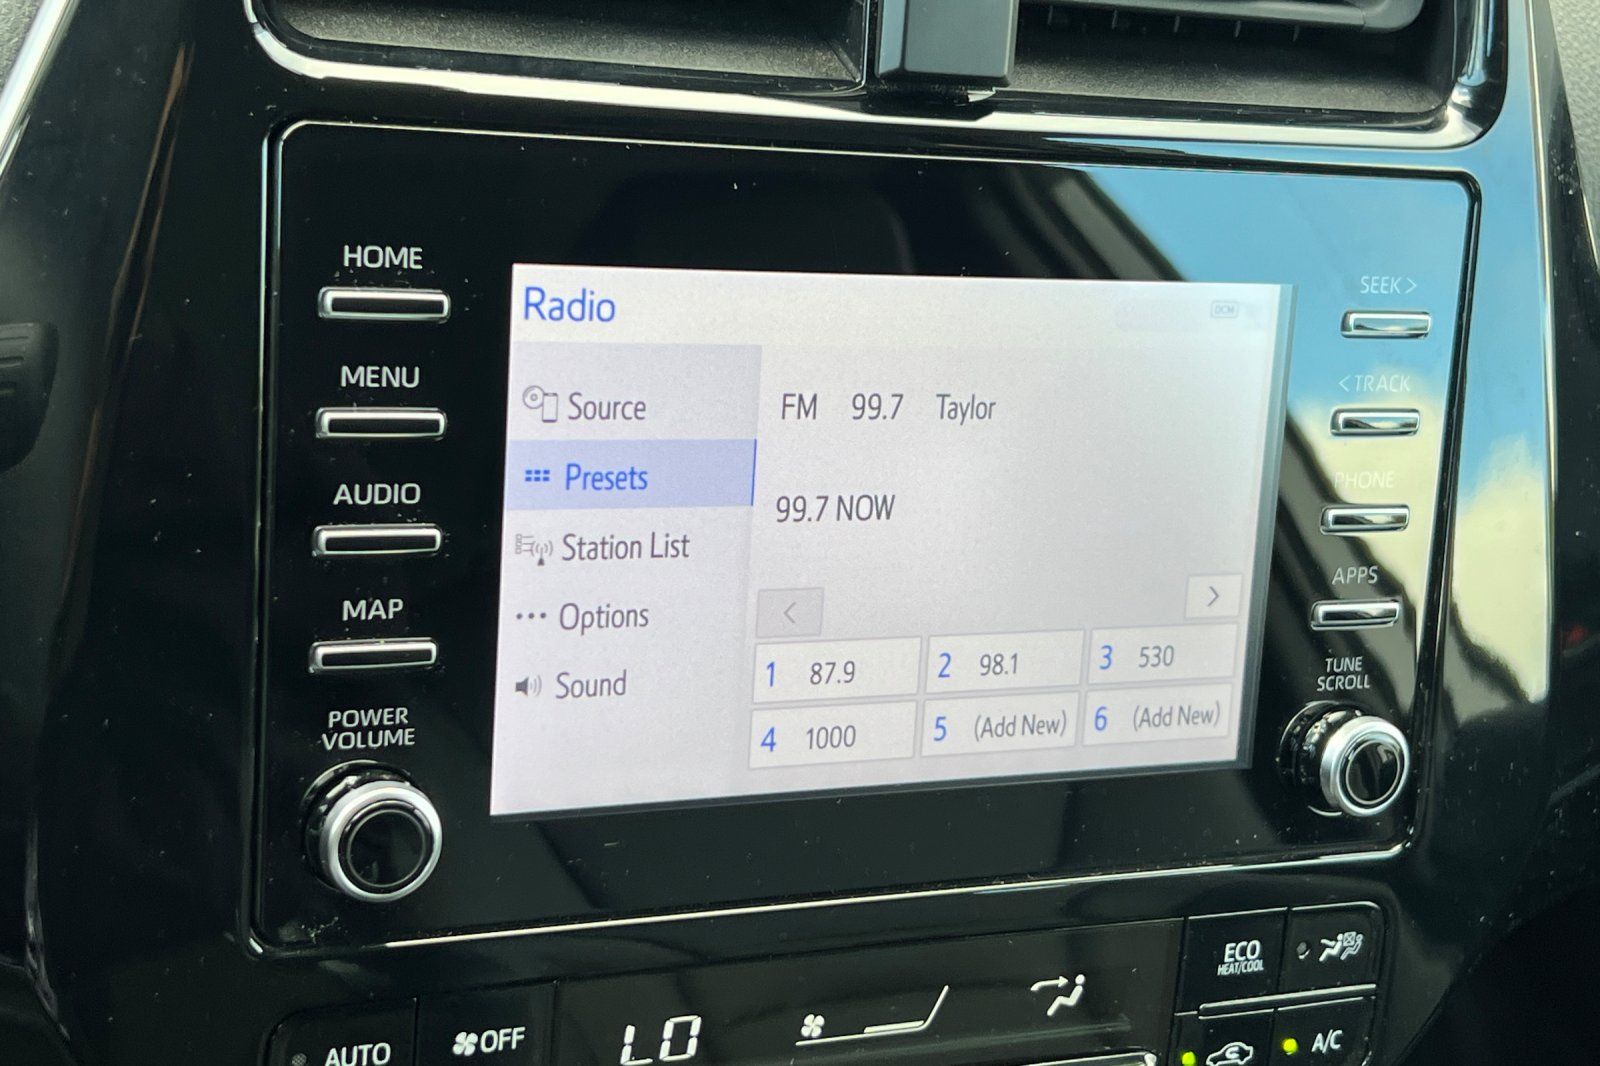 HOME
MENU
AUDIO
MAP
POWER
VOLUME
Radio
DCM
Source
Presets
Station List
Options
Sound
FM 99.7 Taylor
99.7 NOW
<
>
1 87.9
2 98.1
3 530
4 1000
5 (Add New)
6 (Add New)
SEEK >
< TRACK
PHONE
APPS
TUNE
SCROLL
AUTO
OFF
LO
ECO
HEAT/COOL
A/C